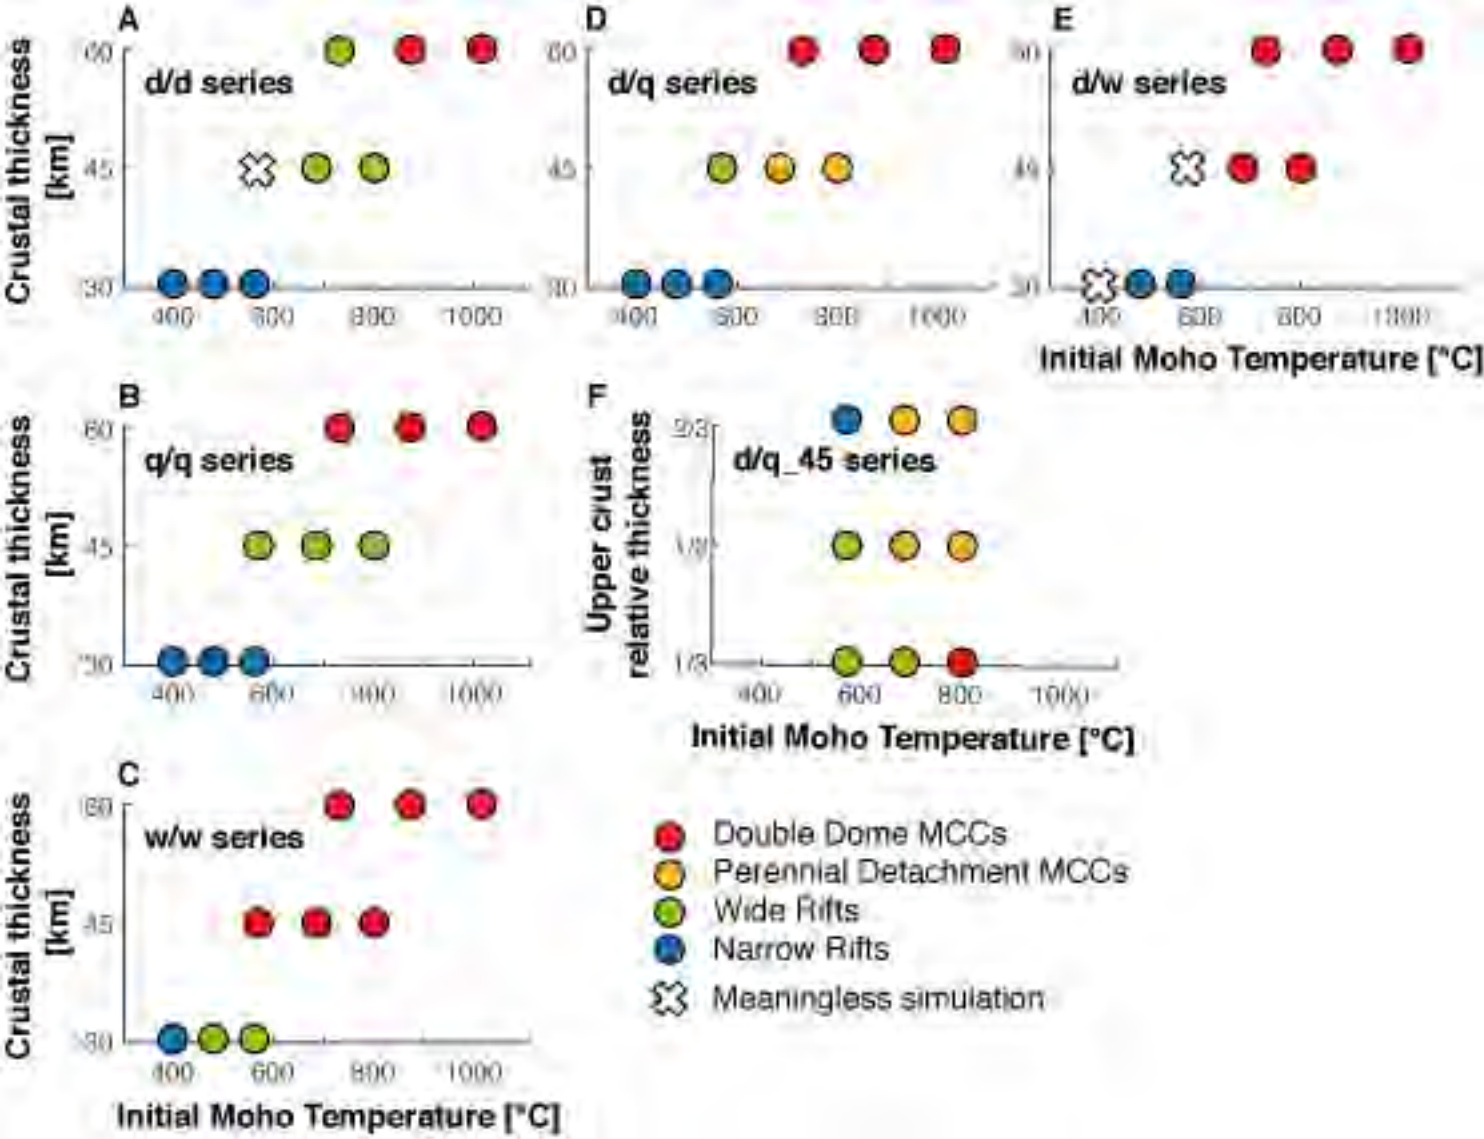 A
Crustal thickness
[km]
60
d/d series
45
30
400 600 800 1000
D
60
d/q series
45
30
400 600 800 1000
E
d/w series
400 600 800 1000
Initial Moho Temperature [°C]
B
Crustal thickness
[km]
60
q/q series
45
30
400 600 1000
F
Upper crust
relative thickness
2/3
d/q_45 series
1/3
400 600 800 1000
Initial Moho Temperature [°C]
C
Crustal thickness
[km]
60
w/w series
45
30
400 600 800 1000
Initial Moho Temperature [°C]
Double Dome MCCs
Perennial Detachment MCCs
Wide Rifts
Narrow Rifts
Meaningless simulation